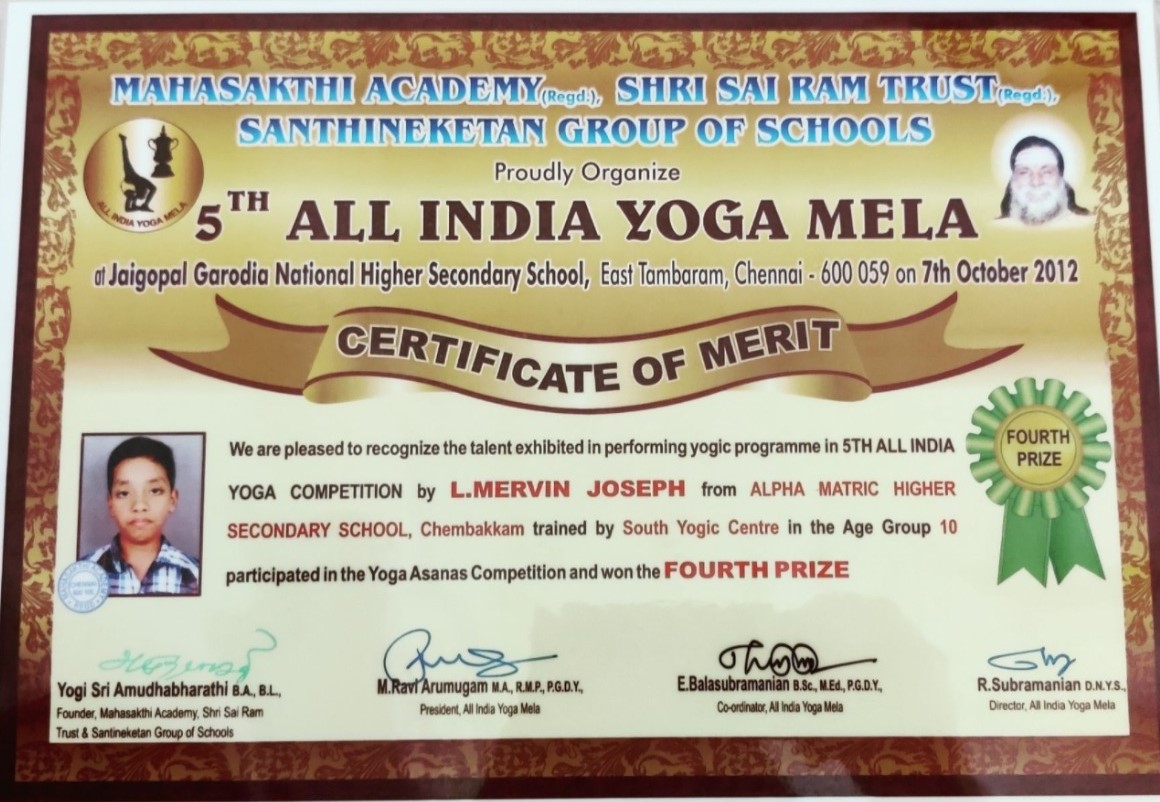 MAHASAKTHI ACADEMY(Regd.), SHRI SAI RAM TRUST(Regd.),
SANTHINEKETAN GROUP OF SCHOOLS
Proudly Organize
ALL INDIA YOGA MELA
5TH ALL INDIA YOGA MELA
at Jaigopal Garodia National Higher Secondary School, East Tambaram, Chennai - 600 059 on 7th October 2012
CERTIFICATE OF MERIT
FOURTH
PRIZE
We are pleased to recognize the talent exhibited in performing yogic programme in 5TH ALL INDIA
YOGA COMPETITION by L.MERVIN JOSEPH from ALPHA MATRIC HIGHER
SECONDARY SCHOOL, Chembakkam trained by South Yogic Centre in the Age Group 10
participated in the Yoga Asanas Competition and won the FOURTH PRIZE
Yogi Sri Amudhabharathi B.A., B.L.,
Founder, Mahasakthi Academy, Shri Sai Ram
Trust & Santineketan Group of Schools
M.Ravi Arumugam M.A., R.M.P., P.G.D.Y.,
President, All India Yoga Mela
E.Balasubramanian B.Sc., M.Ed., P.G.D.Y.,
Co-ordinator, All India Yoga Mela
R.Subramanian D.N.Y.S.,
Director, All India Yoga Mela